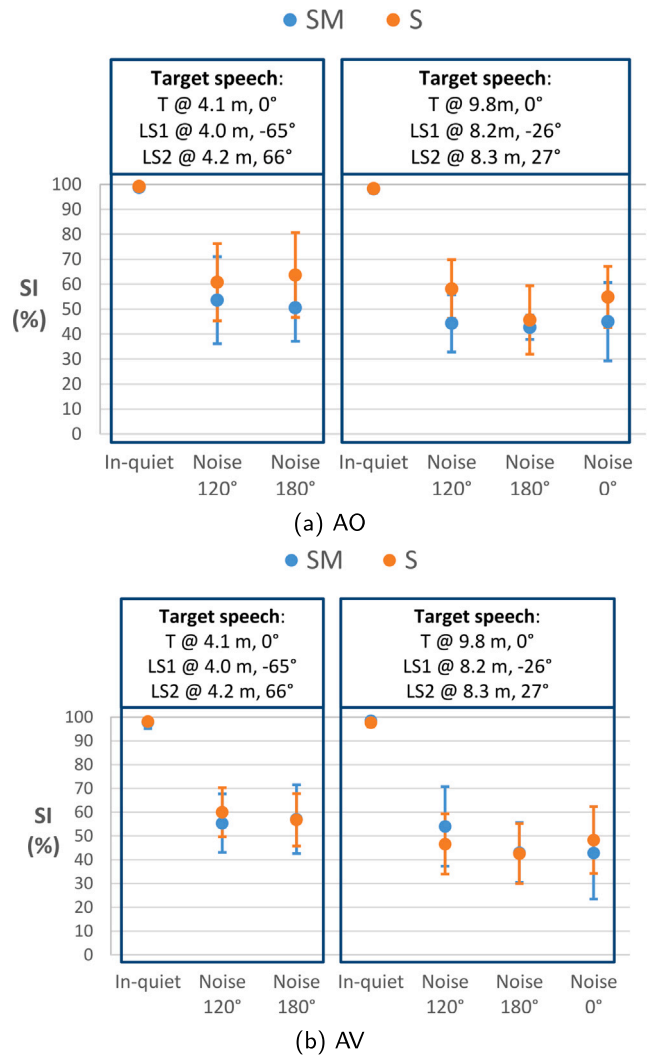 SM S
Target speech:
T @ 4.1 m, 0°
LS1 @ 4.0 m, -65°
LS2 @ 4.2 m, 66°
Target speech:
T @ 9.8m, 0°
LS1 @ 8.2m, -26°
LS2 @ 8.3 m, 27°
SI
(%)
100
90
80
70
60
50
40
30
20
10
0
In-quiet
Noise
120°
Noise
180°
In-quiet
Noise
120°
Noise
180°
Noise
0°
(a) AO
SM S
Target speech:
T @ 4.1 m, 0°
LS1 @ 4.0 m, -65°
LS2 @ 4.2 m, 66°
Target speech:
T @ 9.8 m, 0°
LS1 @ 8.2 m, -26°
LS2 @ 8.3 m, 27°
SI
(%)
100
90
80
70
60
50
40
30
20
10
0
In-quiet
Noise
120°
Noise
180°
In-quiet
Noise
120°
Noise
180°
Noise
0°
(b) AV